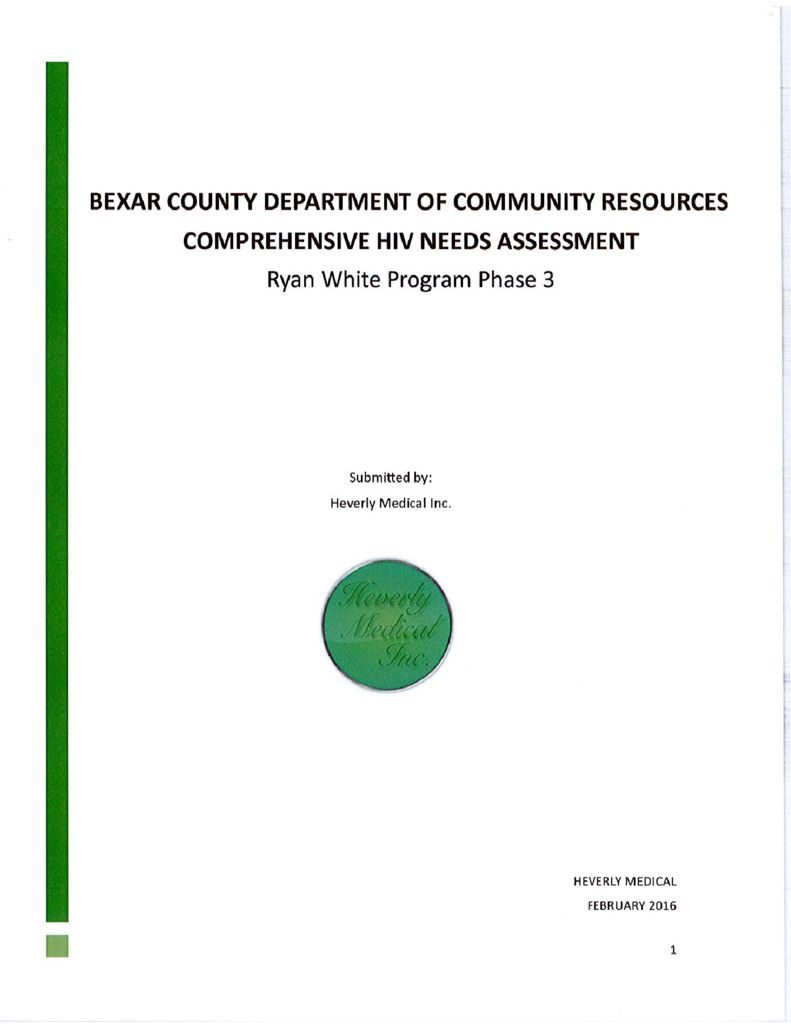 BEXAR COUNTY DEPARTMENT OF COMMUNITY RESOURCES
COMPREHENSIVE HIV NEEDS ASSESSMENT
Ryan White Program Phase 3
Submitted by:
Heverly Medical Inc.
Heverly
Medical
Inc.
HEVERLY MEDICAL
FEBRUARY 2016
1